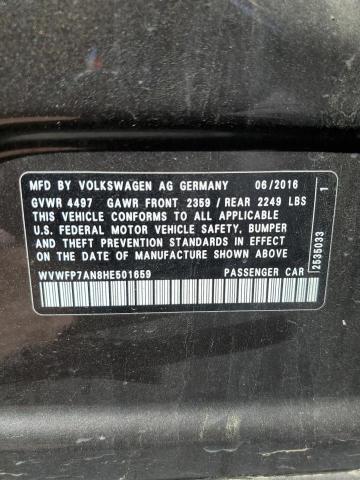 MFD BY VOLKSWAGEN AG GERMANY 06/2016
GVWR 4497 GAWR FRONT 2359 / REAR 2249 LBS
THIS VEHICLE CONFORMS TO ALL APPLICABLE
U.S. FEDERAL MOTOR VEHICLE SAFETY, BUMPER
AND THEFT PREVENTION STANDARDS IN EFFECT
ON THE DATE OF MANUFACTURE SHOWN ABOVE
WVWFP7AN8HE501659 PASSENGER CAR
2535033 1